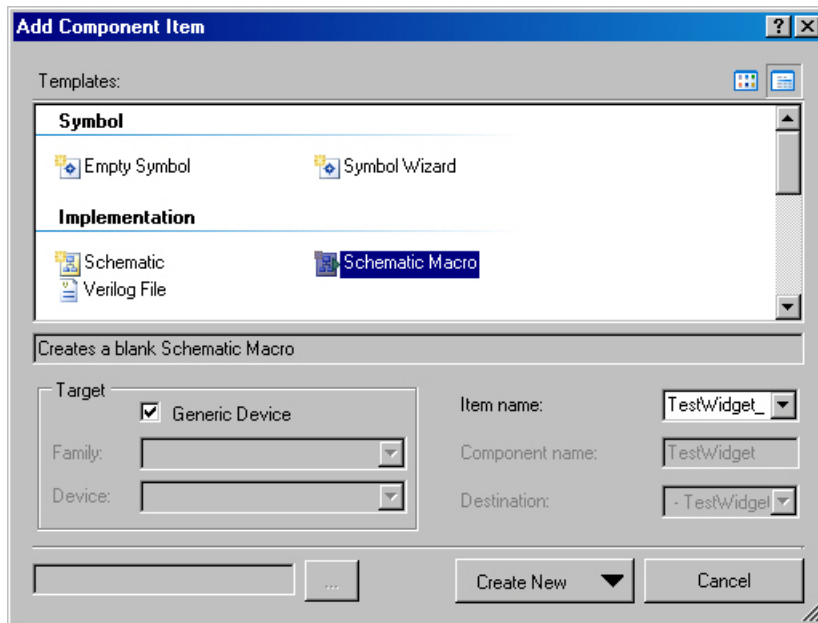 Add Component Item
Templates:
Symbol
Empty Symbol
Symbol Wizard
Implementation
Schematic
Schematic Macro
Verilog File
Creates a blank Schematic Macro
Target
Generic Device
Family:
Device:
Item name:
TestWidget_
Component name:
TestWidget
Destination:
- TestWidget
...
Create New
Cancel